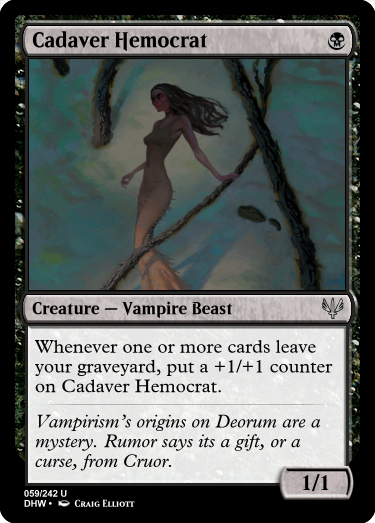 Cadaver Hemocrat
Creature — Vampire Beast
Whenever one or more cards leave
your graveyard, put a +1/+1 counter
on Cadaver Hemocrat.
Vampirism's origins on Deorum are a
mystery. Rumor says its a gift, or a
curse, from Cruor.
1/1
059/242 U
DHW • Craig Elliott